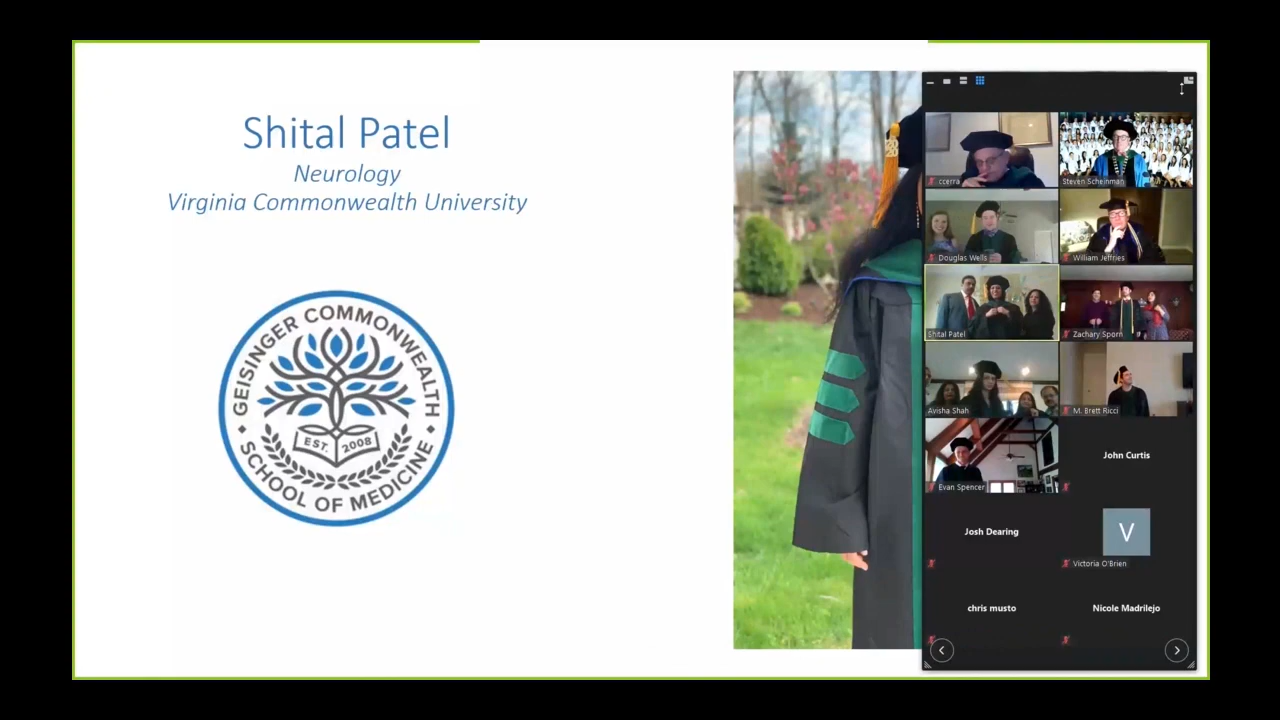 Shital Patel
Neurology
Virginia Commonwealth University
GEISINGER COMMONWEALTH
EST. 2008
SCHOOL OF MEDICINE
ccerra
Steven Scheinman
Douglas Wells
William Jeffries
Shital Patel
Zachary Sporn
Avisha Shah
M. Brett Ricci
Evan Spencer
John Curtis
Josh Dearing
V
Victoria O'Brien
chris musto
Nicole Madrilejo